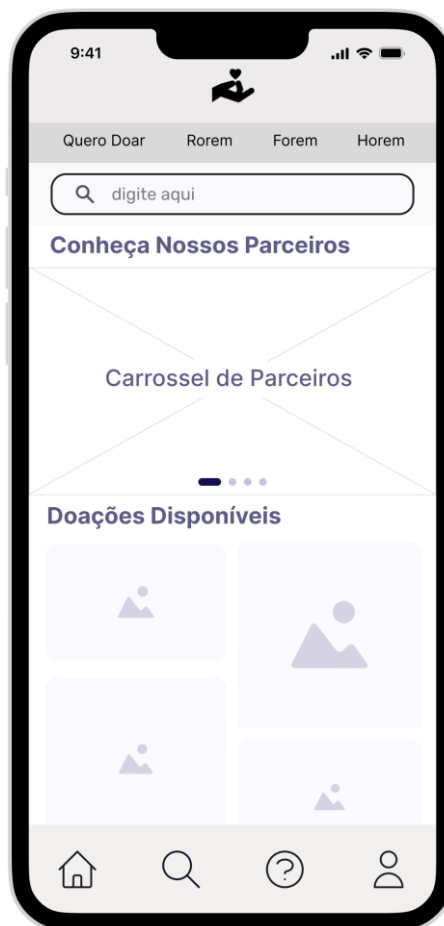 9:41
Quero Doar Rorem Forem Horem
digite aqui
Conheça Nossos Parceiros
Carrossel de Parceiros
Doações Disponíveis